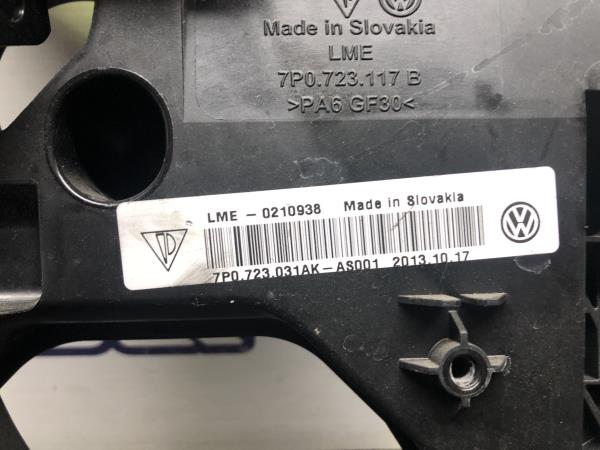 Made in Slovakia
LME
7P0.723.117 B
>PA6 GF30<
LME - 0210938 Made in Slovakia
7P0.723.031AK-AS001 2013.10.17